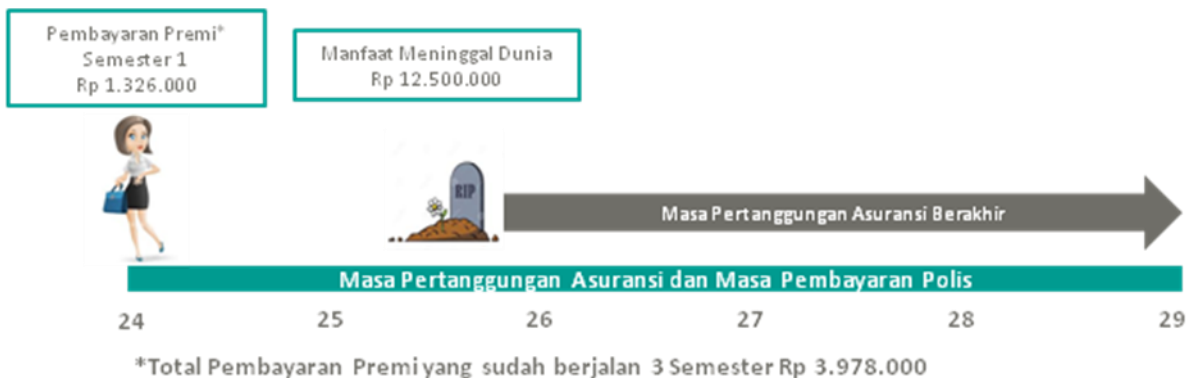 Pembayaran Premi*
Semester 1
Rp 1.326.000
Manfaat Meninggal Dunia
Rp 12.500.000
RIP
Masa Pertanggungan Asuransi Berakhir
Masa Pertanggungan Asuransi dan Masa Pembayaran Polis
24 25 26 27 28 29
*Total Pembayaran Premi yang sudah berjalan 3 Semester Rp 3.978.000